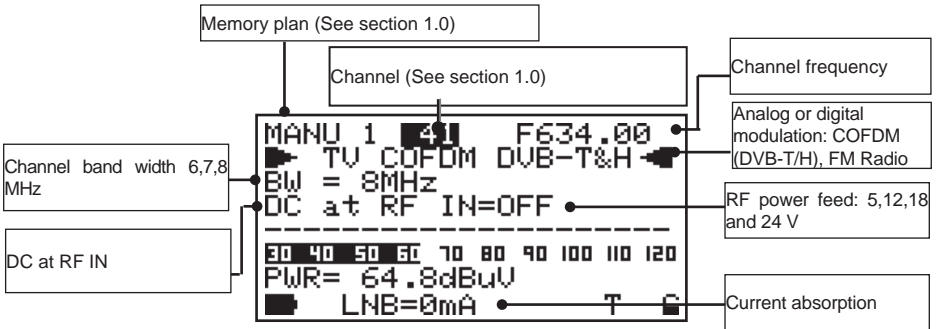 Memory plan (See section 1.0)
Channel (See section 1.0)
Channel frequency
Analog or digital
modulation: COFDM
(DVB-T/H), FM Radio
Channel band width 6,7,8
MHz
RF power feed: 5,12,18
and 24 V
DC at RF IN
Current absorption
MANU 1 41 F634.00
TV COFDM DVB-T&H
BW = 8MHz
DC at RF IN=OFF
30 40 50 60 70 80 90 100 110 120
PWR= 64.8dBuV
LNB=0mA T